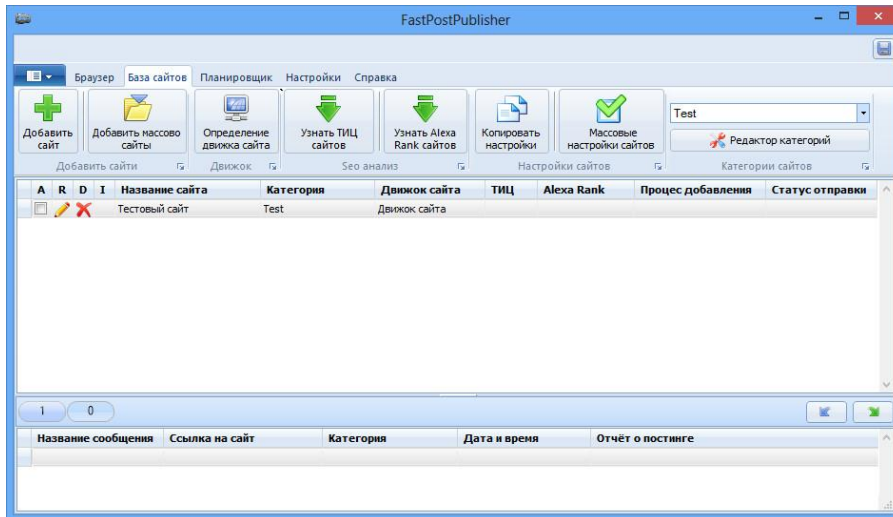 FastPostPublisher
Браузер База сайтов Планировщик Настройки Справка
Добавить сайт
Добавить массово сайты
Определение движка сайта
Узнать ТИЦ сайтов
Узнать Alexa Rank сайтов
Копировать настройки
Массовые настройки сайтов
Test
Редактор категорий
Добавить сайти Движок Seo анализ Настройки сайтов Категории сайтов
A R D I Название сайта Категория Движок сайта ТИЦ Alexa Rank Процес добавления Статус отправки
Тестовый сайт Test Движок сайта
1 0
Название сообщения Ссылка на сайт Категория Дата и время Отчёт о постинге